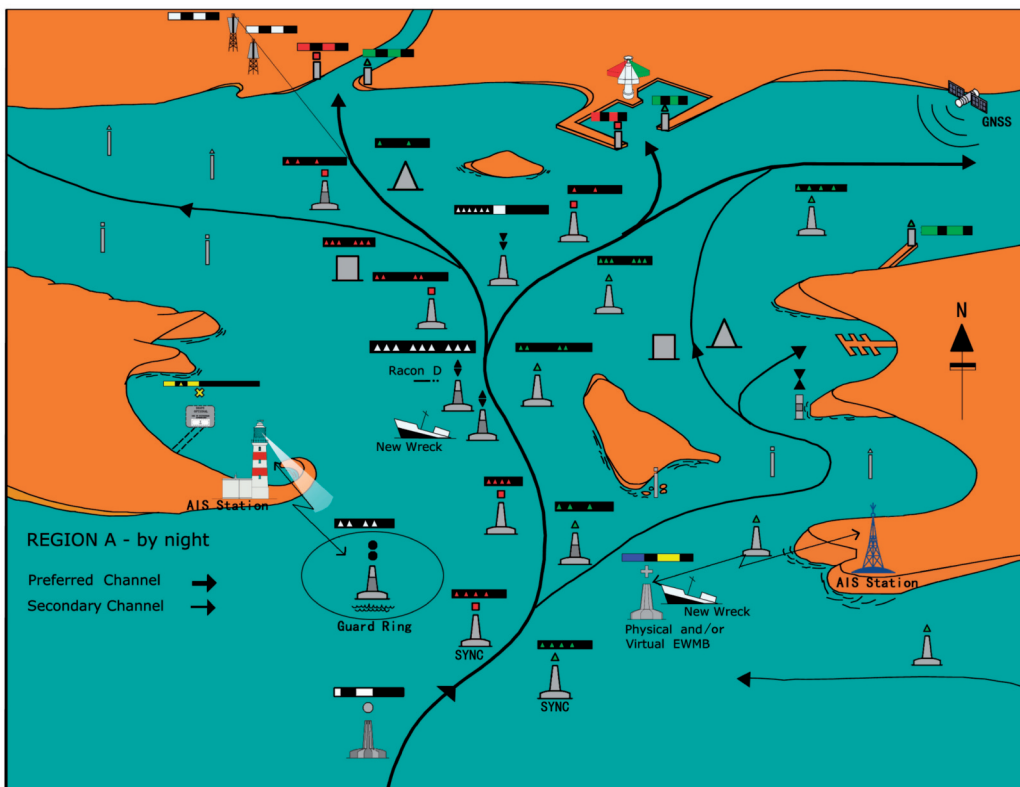 GNSS
N
Racon D
New Wreck
AIS Station
REGION A - by night
Preferred Channel
Secondary Channel
Guard Ring
SYNC
SYNC
New Wreck
Physical and/or
Virtual EWMB
AIS Station